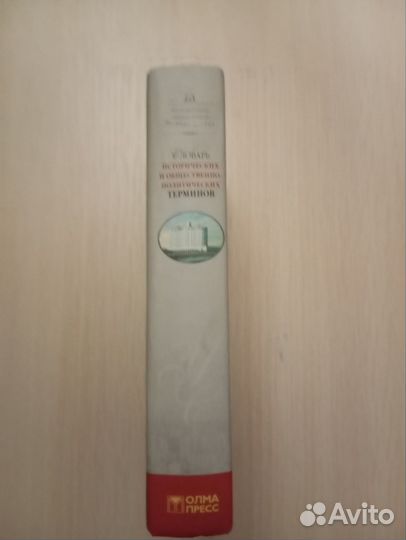 СЛОВАРЬ
ИСТОРИЧЕСКИХ
И ОБЩЕСТВЕННО-
ПОЛИТИЧЕСКИХ
ТЕРМИНОВ
ОЛМА
ПРЕСС
Avito